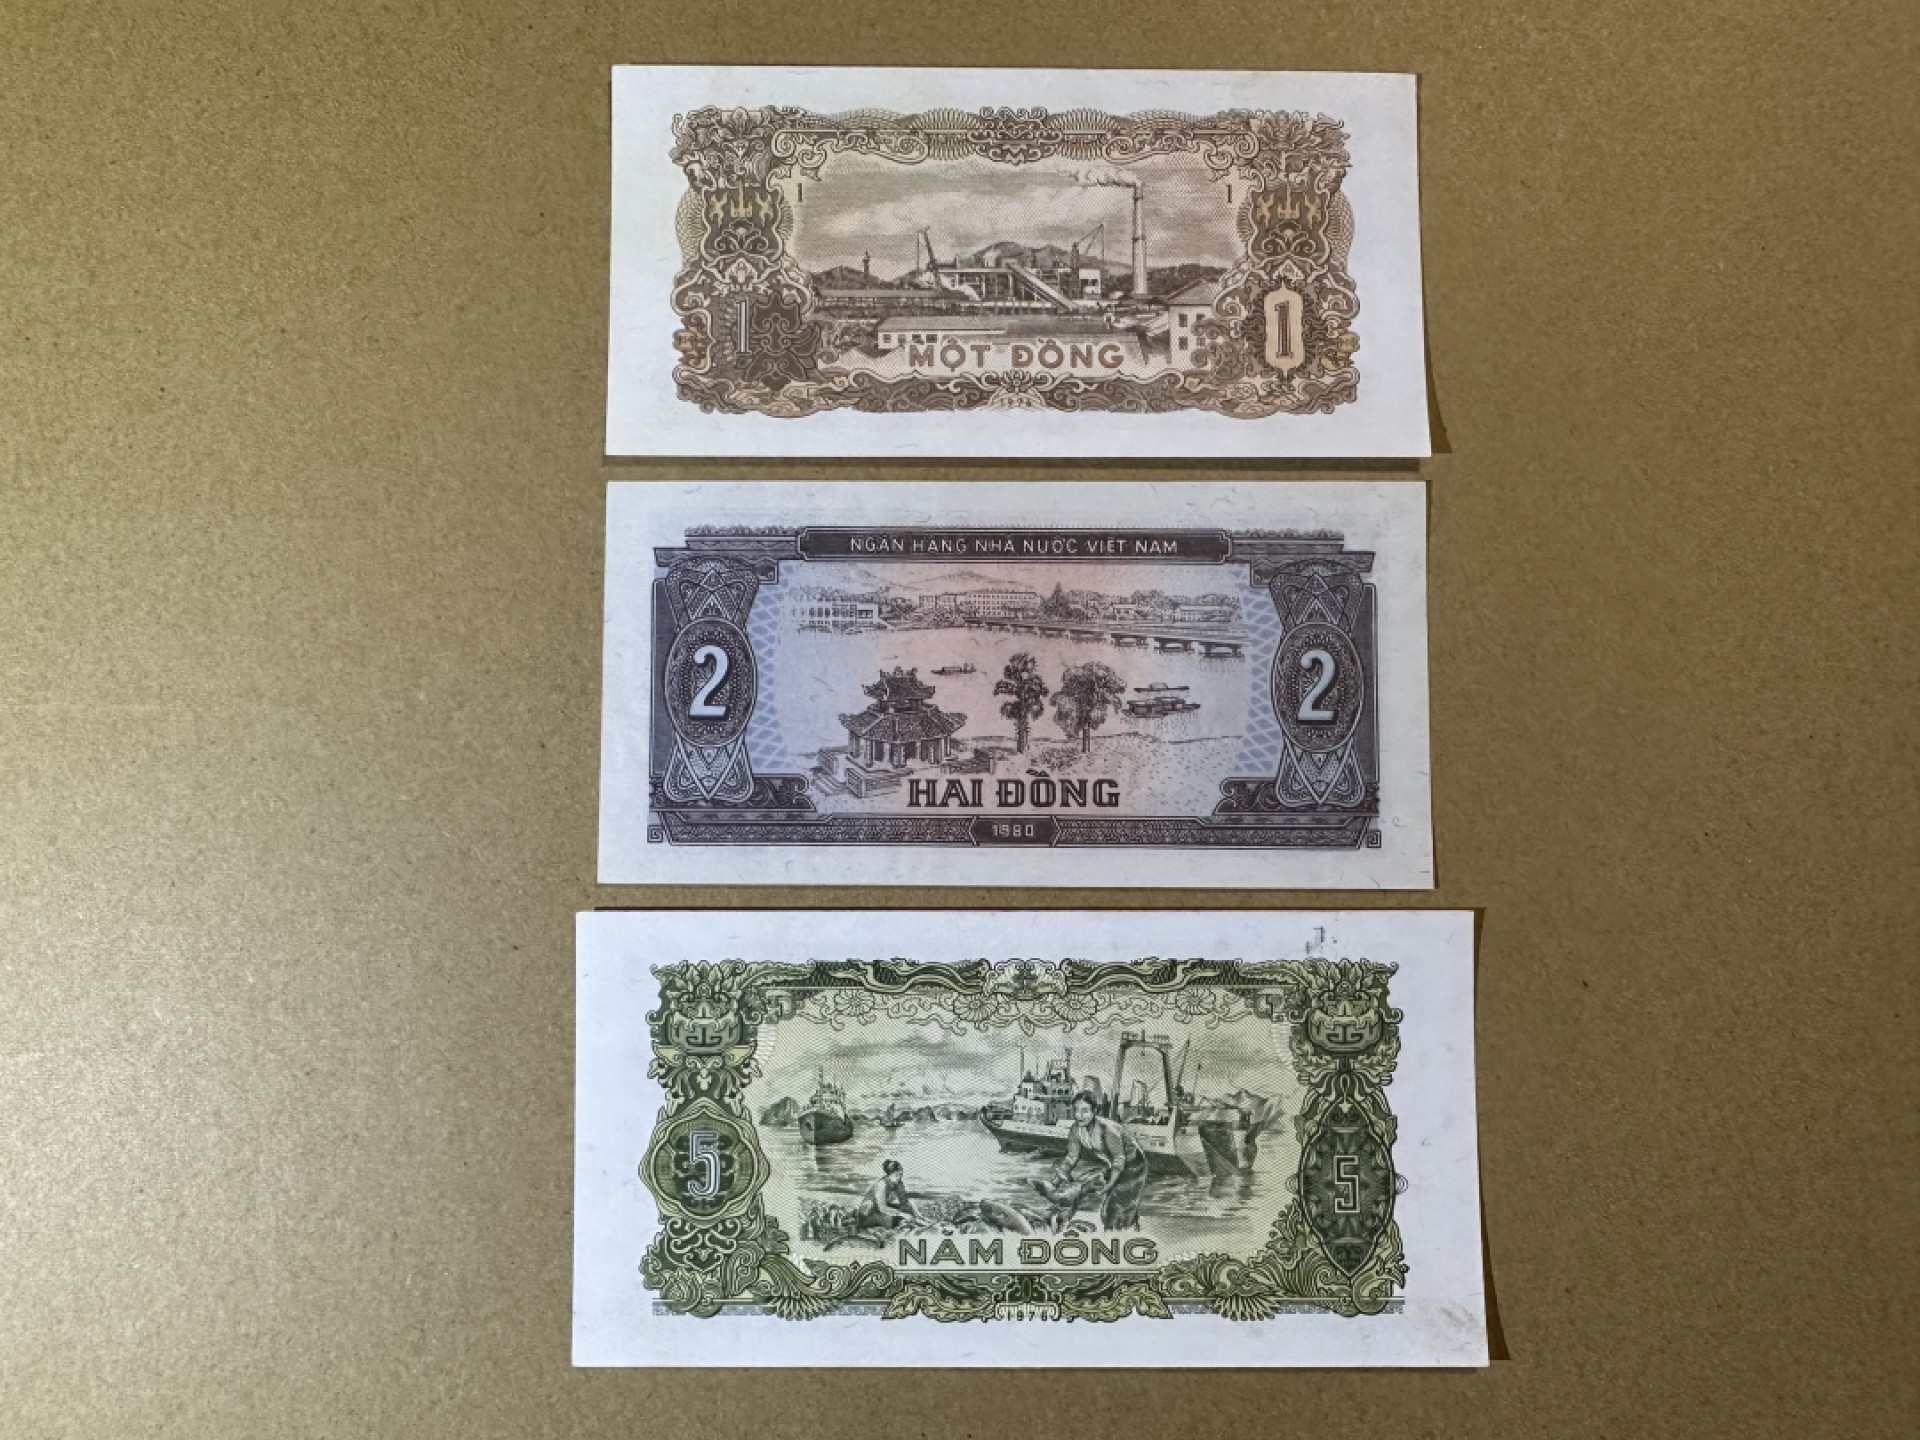 1 1
1 1
MỘT ĐỒNG
1976
NGÂN HÀNG NHÀ NƯỚC VIỆT NAM
2 2
HAI ĐỒNG
1980
5 5
NĂM ĐỒNG
1976